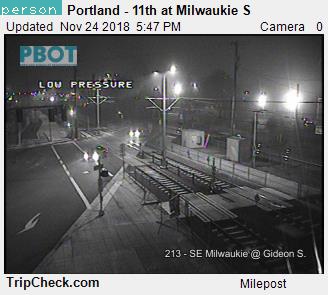 person
Portland - 11th at Milwaukie S
Updated Nov 24 2018 5:47 PM Camera 0
PBOT
LOW PRESSURE
213 - SE Milwaukie @ Gideon S.
TripCheck.com Milepost